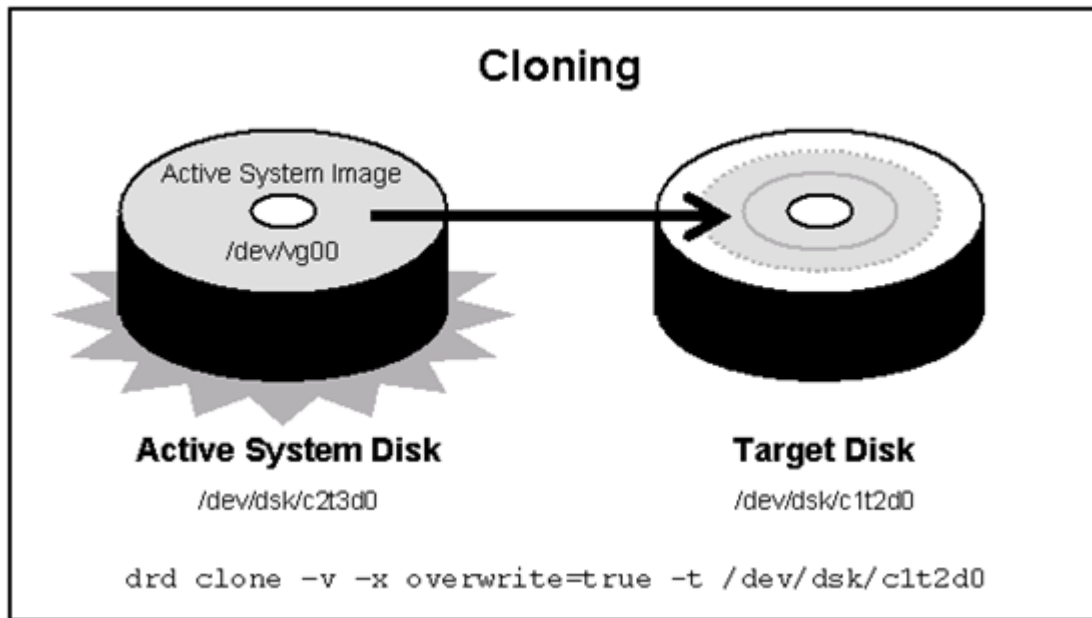 Cloning
Active System Image
/dev/vg00
Active System Disk
/dev/dsk/c2t3d0
Target Disk
/dev/dsk/c1t2d0
drd clone -v -x overwrite=true -t /dev/dsk/c1t2d0